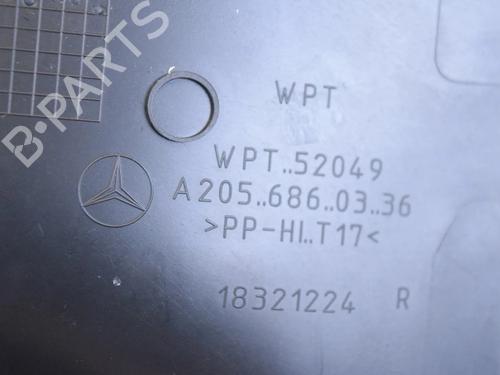 B-PARTS
WPT
WPT..52049
A205..686..03..36
>PP-HI..T17<
18321224 R